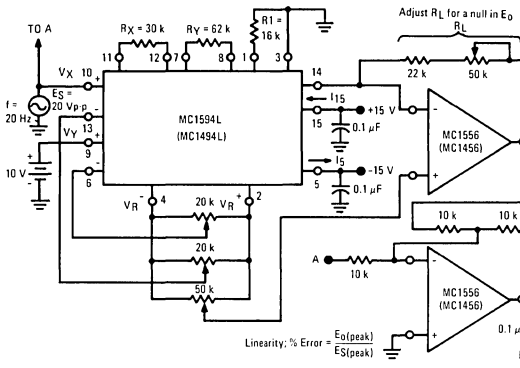 Adjust RL for a null in Eo
TO A
RX = 30 k
RY = 62 k
R1 =
16 k
RL
22 k
50 k
11
12
7
8
1
3
VX
10
+
14
ES =
20 Vp-p
f =
20 Hz
-
13
VY
+
9
10 V
+
-
-
6
MC1594L
(MC1494L)
I15
15
+15 V
0.1 µF
I5
5
-15 V
0.1 µF
-
MC1556
(MC1456)
+
VR
-
4
VR
+
2
20 k
20 k
50 k
10 k
10 k
A
10 k
-
MC1556
(MC1456)
+
0.1 µ
Linearity; % Error = Eo(peak)
ES(peak)